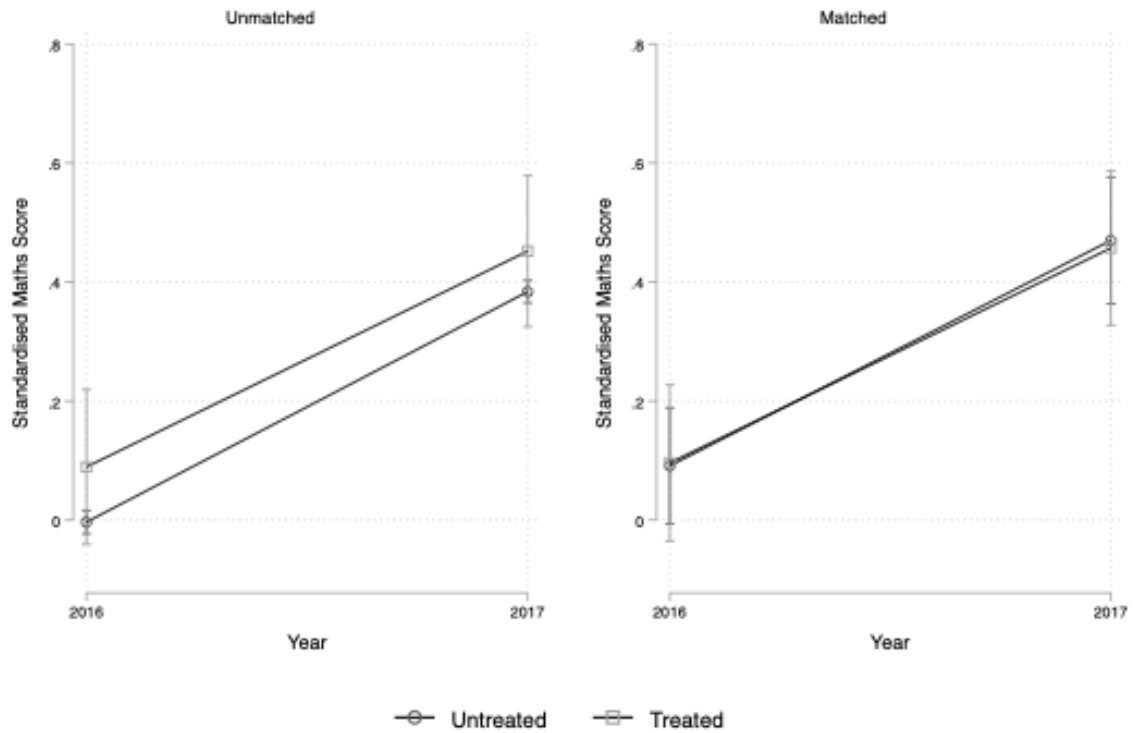 Unmatched
.8
.6
.4
.2
0
Standardised Maths Score
2016
2017
Year
Matched
.8
.6
.4
.2
0
Standardised Maths Score
2016
2017
Year
Untreated
Treated